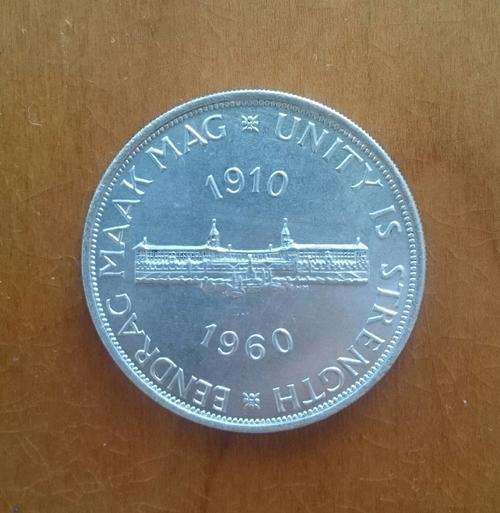 EENDRAG MAAK MAG
UNITY IS STRENGTH
1910
1960